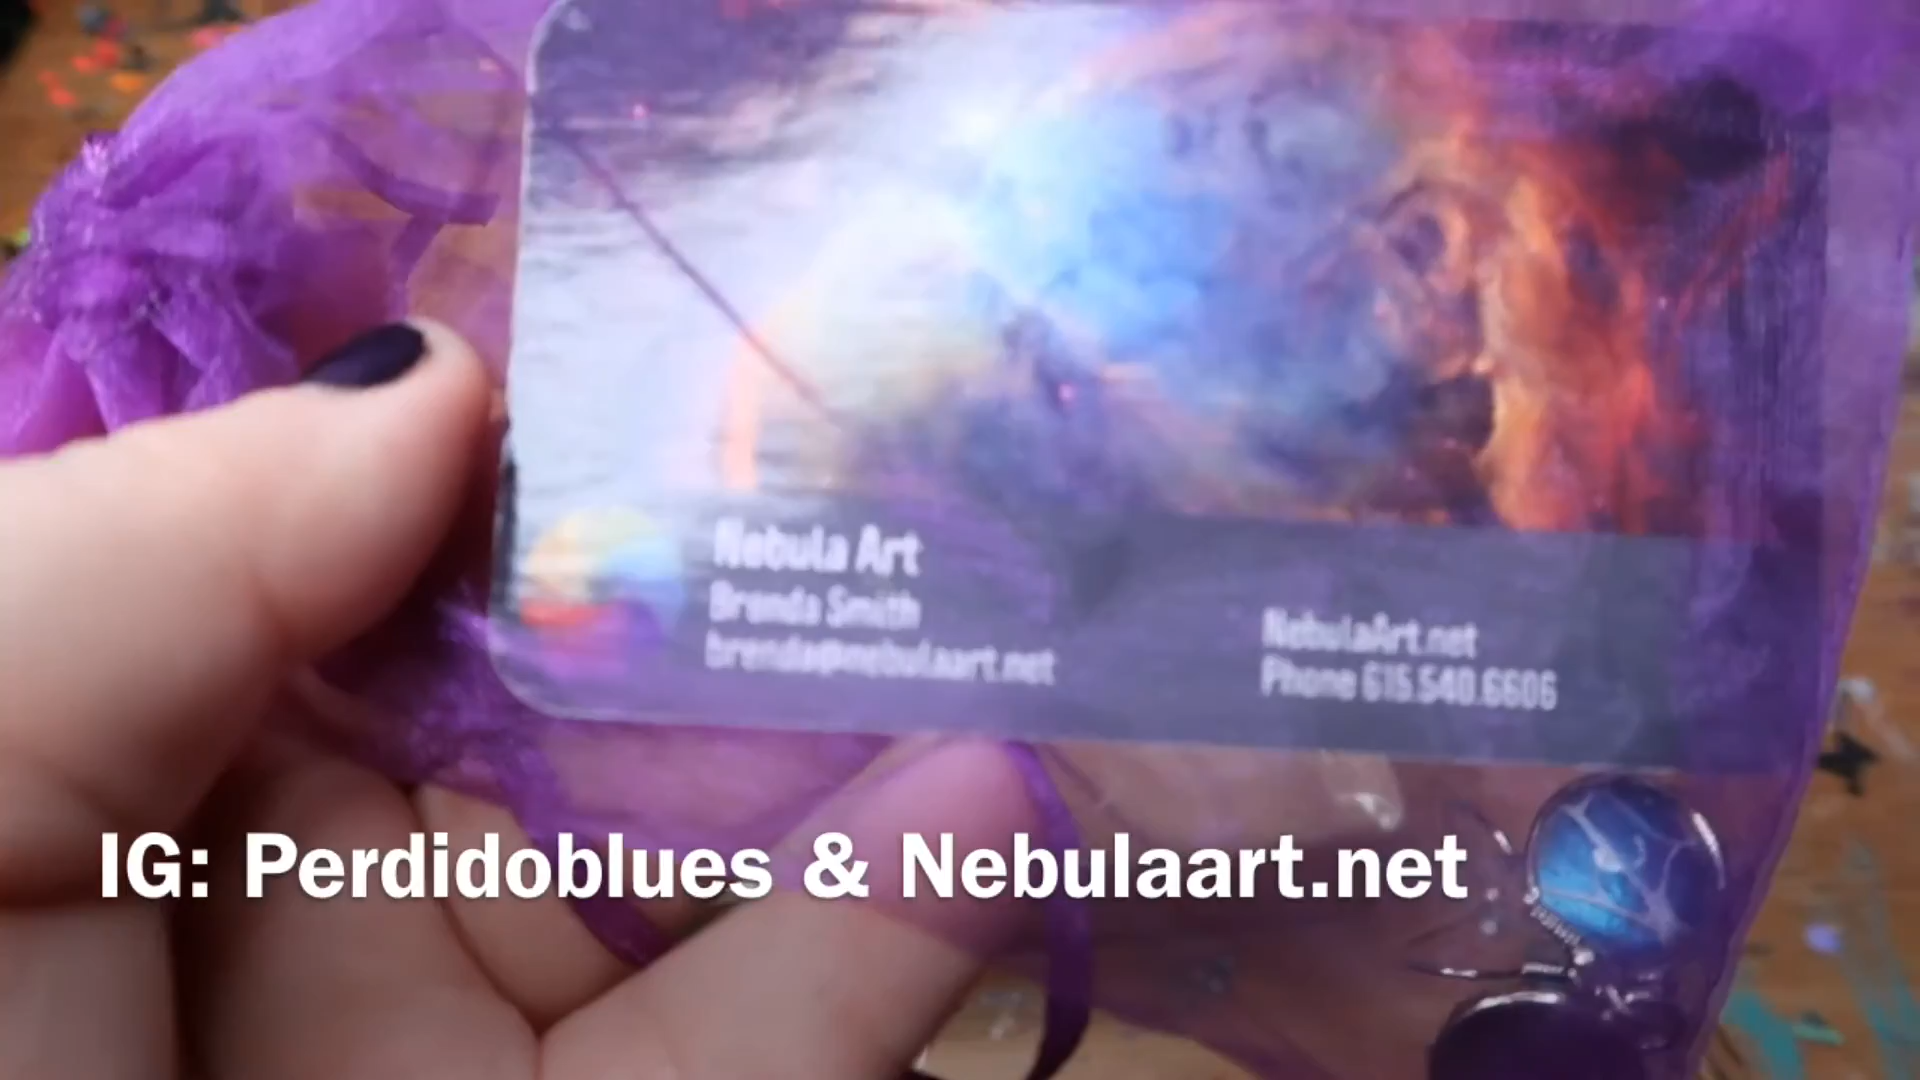 Nebula Art
Brenda Smith
brenda@nebulaart.net
NebulaArt.net
Phone 615.540.6606
IG: Perdidoblues & Nebulaart.net